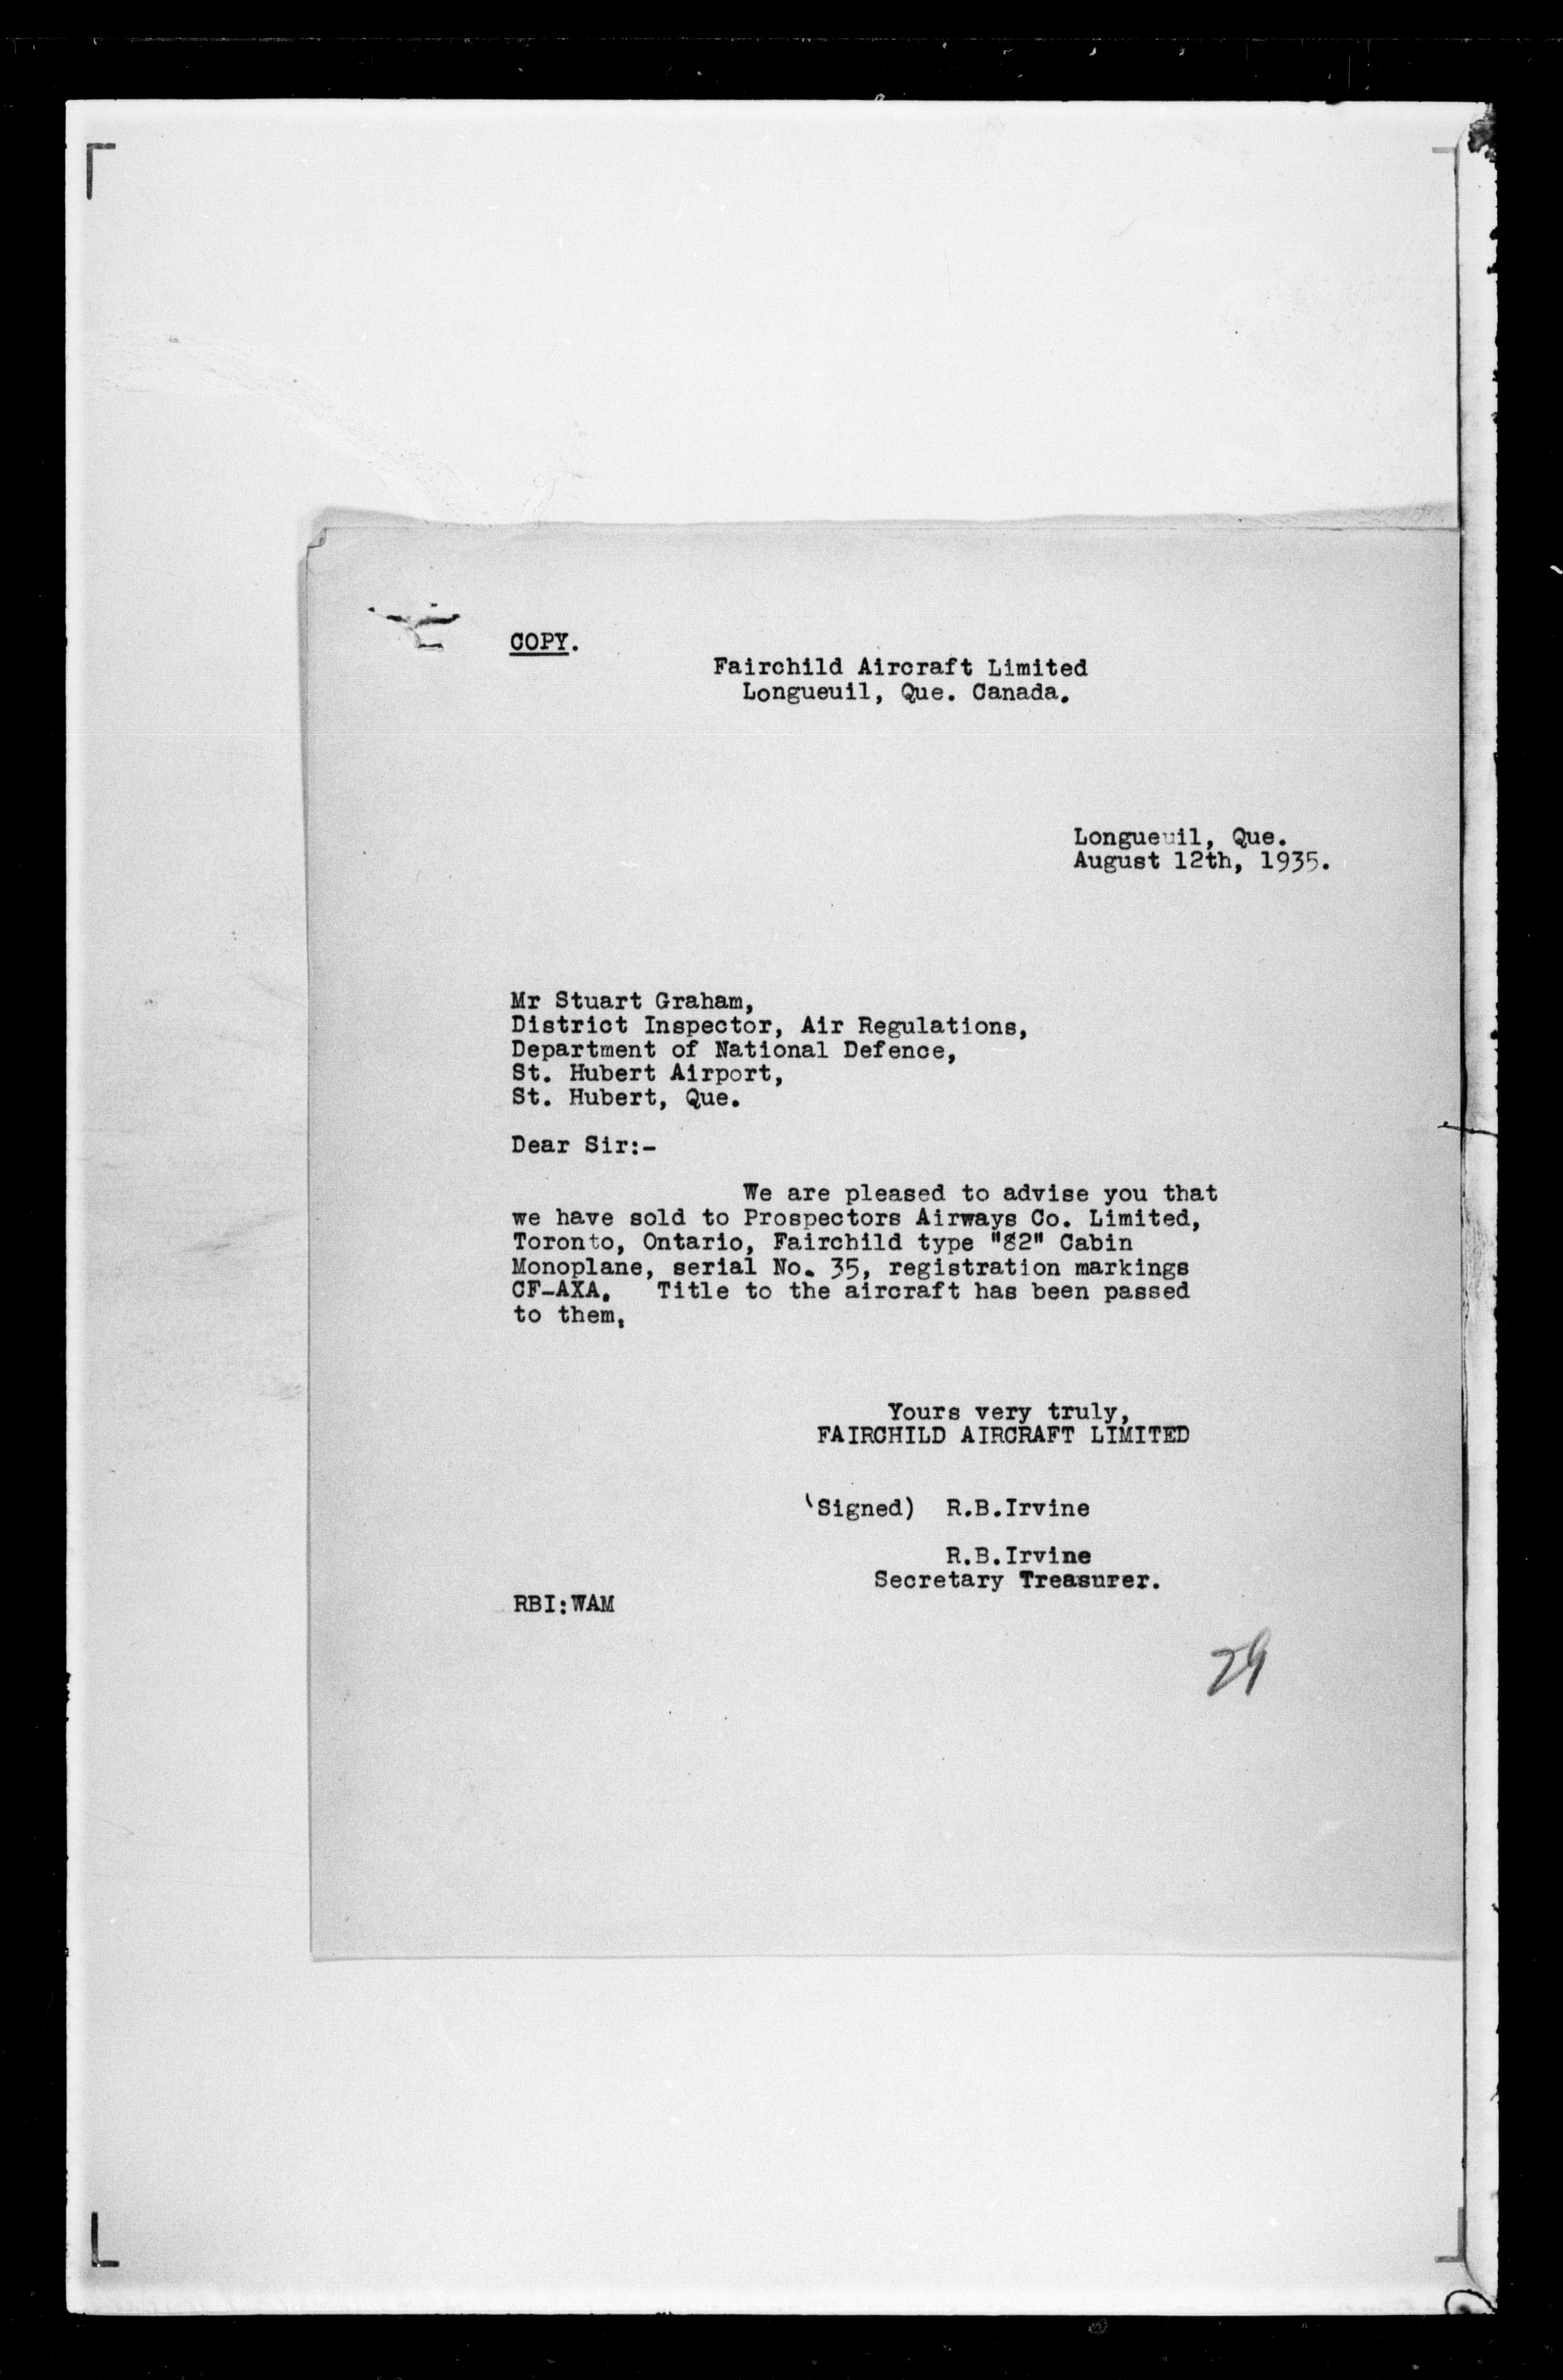 COPY.
Fairchild Aircraft Limited
Longueuil, Que. Canada.
Longueuil, Que.
August 12th, 1935.
Mr Stuart Graham,
District Inspector, Air Regulations,
Department of National Defence,
St. Hubert Airport,
St. Hubert, Que.
Dear Sir:-
We are pleased to advise you that
we have sold to Prospectors Airways Co. Limited,
Toronto, Ontario, Fairchild type "82" Cabin
Monoplane, serial No. 35, registration markings
CF-AXA. Title to the aircraft has been passed
to them.
Yours very truly,
FAIRCHILD AIRCRAFT LIMITED
(Signed) R.B.Irvine
R.B.Irvine
Secretary Treasurer.
RBI:WAM
29